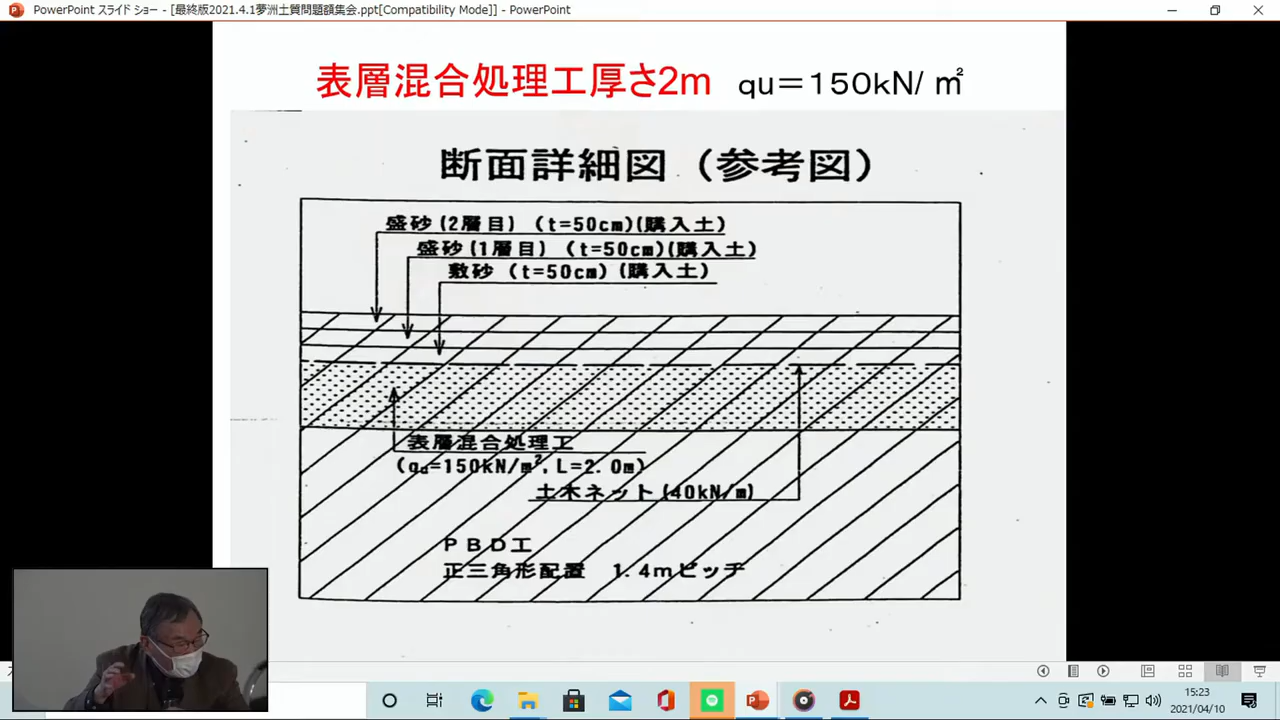 PowerPoint スライド ショー - [最終版2021.4.1夢洲土質問題額集会.ppt[Compatibility Mode]] - PowerPoint
表層混合処理工厚さ2m qu=150kN/㎡
断面詳細図(参考図)
盛砂(2層目)(t=50cm)(購入土)
盛砂(1層目)(t=50cm)(購入土)
敷砂(t=50cm)(購入土)
表層混合処理工
(qu=150kN/m², L=2.0m)
土木ネット(40kN/m)
PBD工
正三角形配置 1.4mピッチ
15:23
2021/04/10